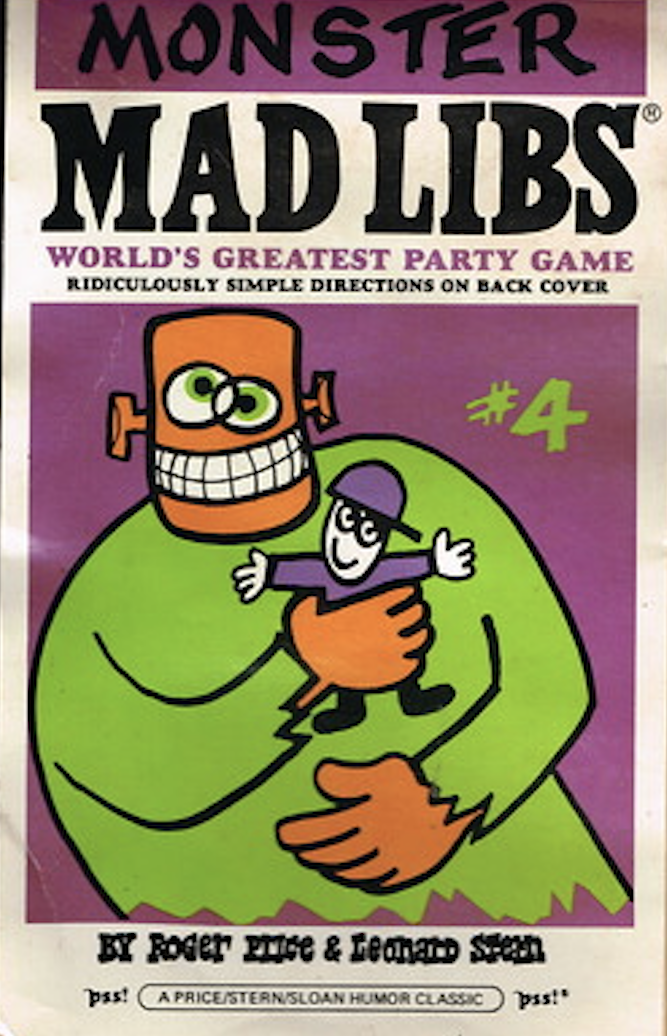 MONSTER
MAD LIBS®
WORLD'S GREATEST PARTY GAME
RIDICULOUSLY SIMPLE DIRECTIONS ON BACK COVER
#4
BY Roger Price & Leonard Stern
pss! A PRICE/STERN/SLOAN HUMOR CLASSIC pss!®